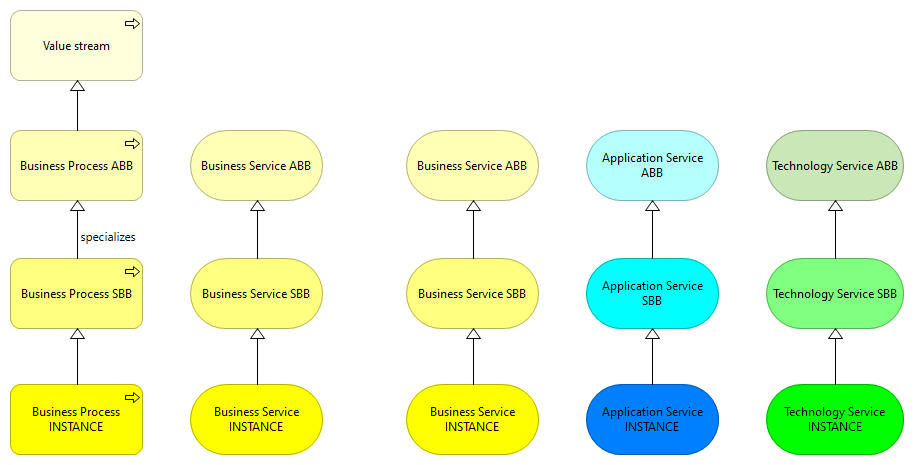 Value stream
Business Process ABB
Business Service ABB
Business Service ABB
Application Service
ABB
Technology Service ABB
specializes
Business Process SBB
Business Service SBB
Business Service SBB
Application Service
SBB
Technology Service SBB
Business Process
INSTANCE
Business Service
INSTANCE
Business Service
INSTANCE
Application Service
INSTANCE
Technology Service
INSTANCE